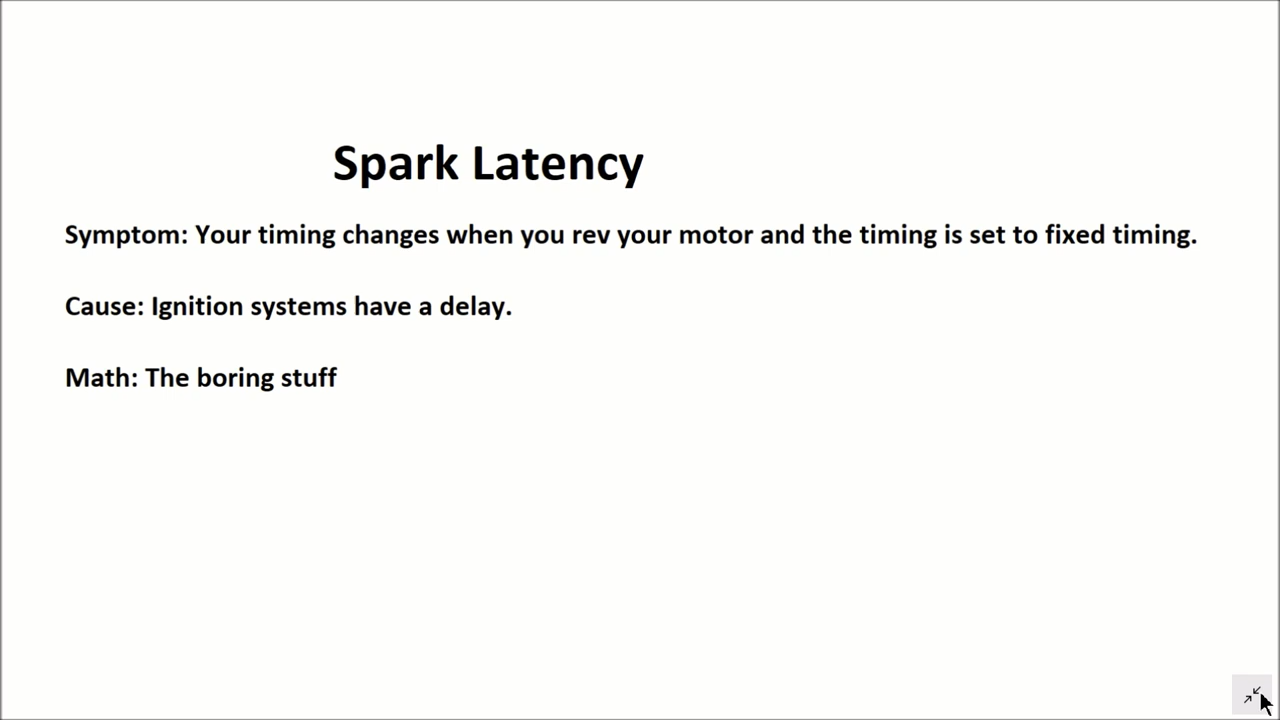 Spark Latency
Symptom: Your timing changes when you rev your motor and the timing is set to fixed timing.
Cause: Ignition systems have a delay.
Math: The boring stuff